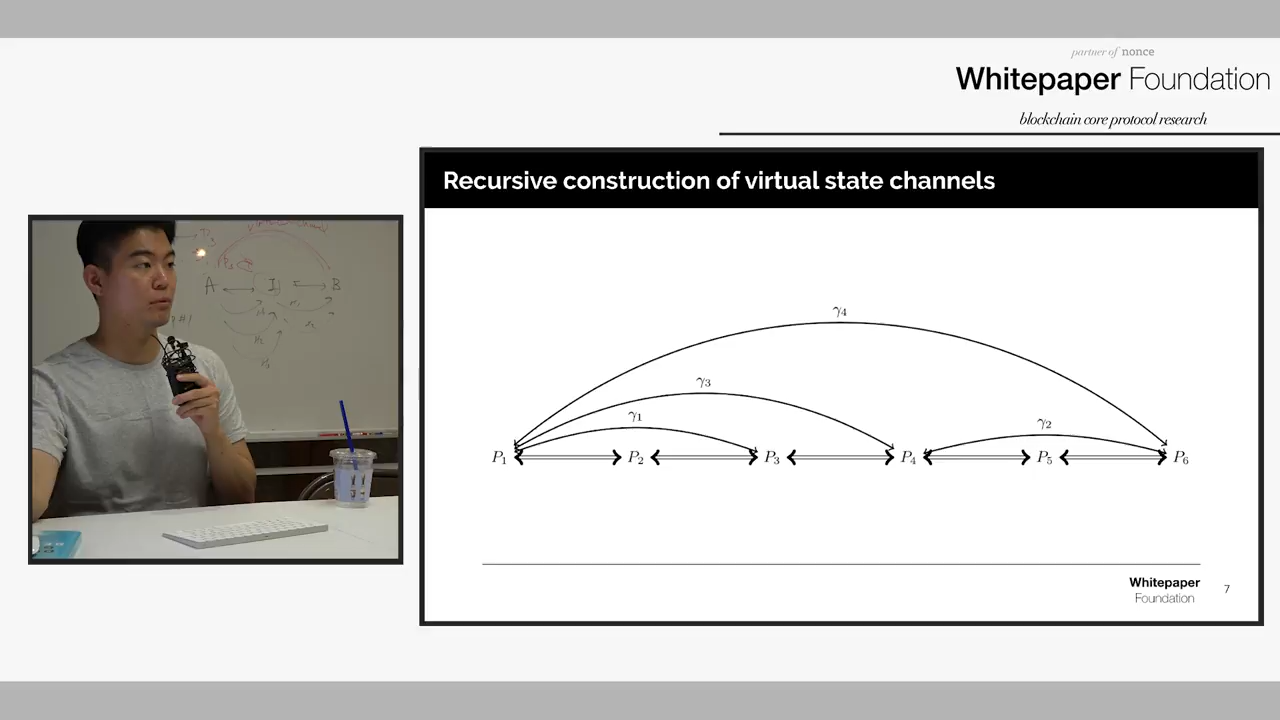 partner of nonce
Whitepaper Foundation
blockchain core protocol research
Recursive construction of virtual state channels
γ4
γ3
γ1
γ2
P1 P2 P3 P4 P5 P6
Whitepaper
Foundation
7
A I B